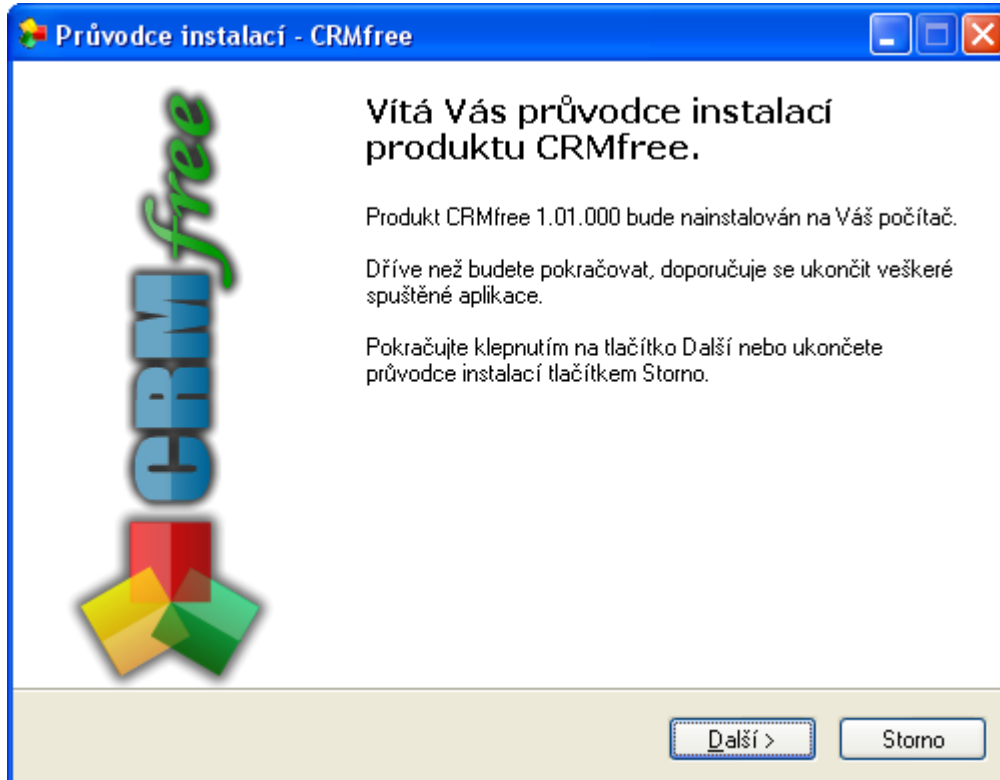 Průvodce instalací - CRMfree
CRMfree
Vítá Vás průvodce instalací
produktu CRMfree.
Produkt CRMfree 1.01.000 bude nainstalován na Váš počítač.
Dříve než budete pokračovat, doporučuje se ukončit veškeré
spuštěné aplikace.
Pokračujte klepnutím na tlačítko Další nebo ukončete
průvodce instalací tlačítkem Storno.
Další >
Storno